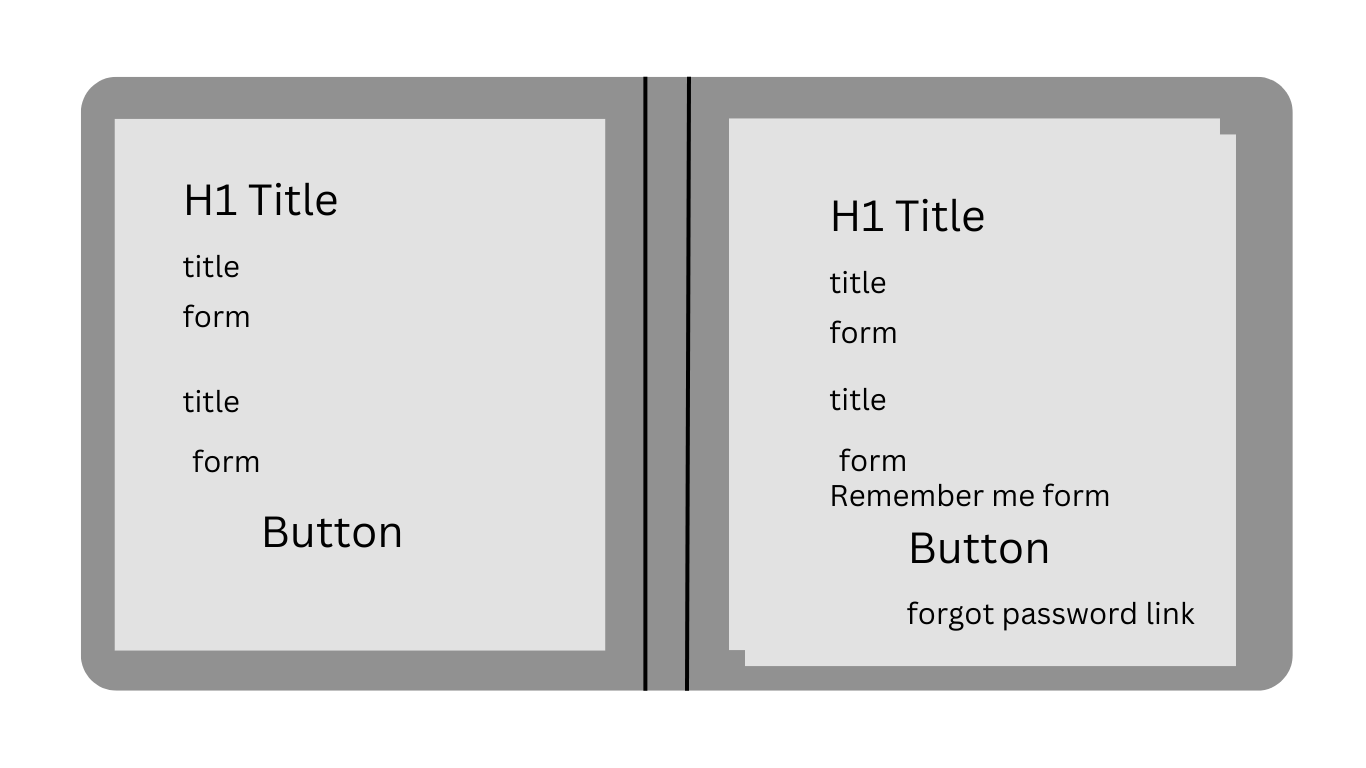 H1 Title
title
form
title
form
Button
H1 Title
title
form
title
form
Remember me form
Button
forgot password link